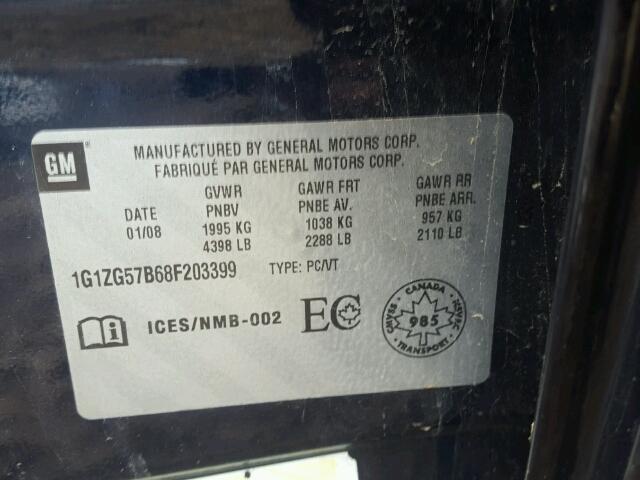 GM
MANUFACTURED BY GENERAL MOTORS CORP.
FABRIQUÉ PAR GENERAL MOTORS CORP.
GVWR GAWR FRT GAWR RR
DATE PNBV PNBE AV. PNBE ARR.
01/08 1995 KG 1038 KG 957 KG
4398 LB 2288 LB 2110 LB
1G1ZG57B68F203399 TYPE: PC/VT
i ICES/NMB-002 EC CANADA
985
TRANSPORT